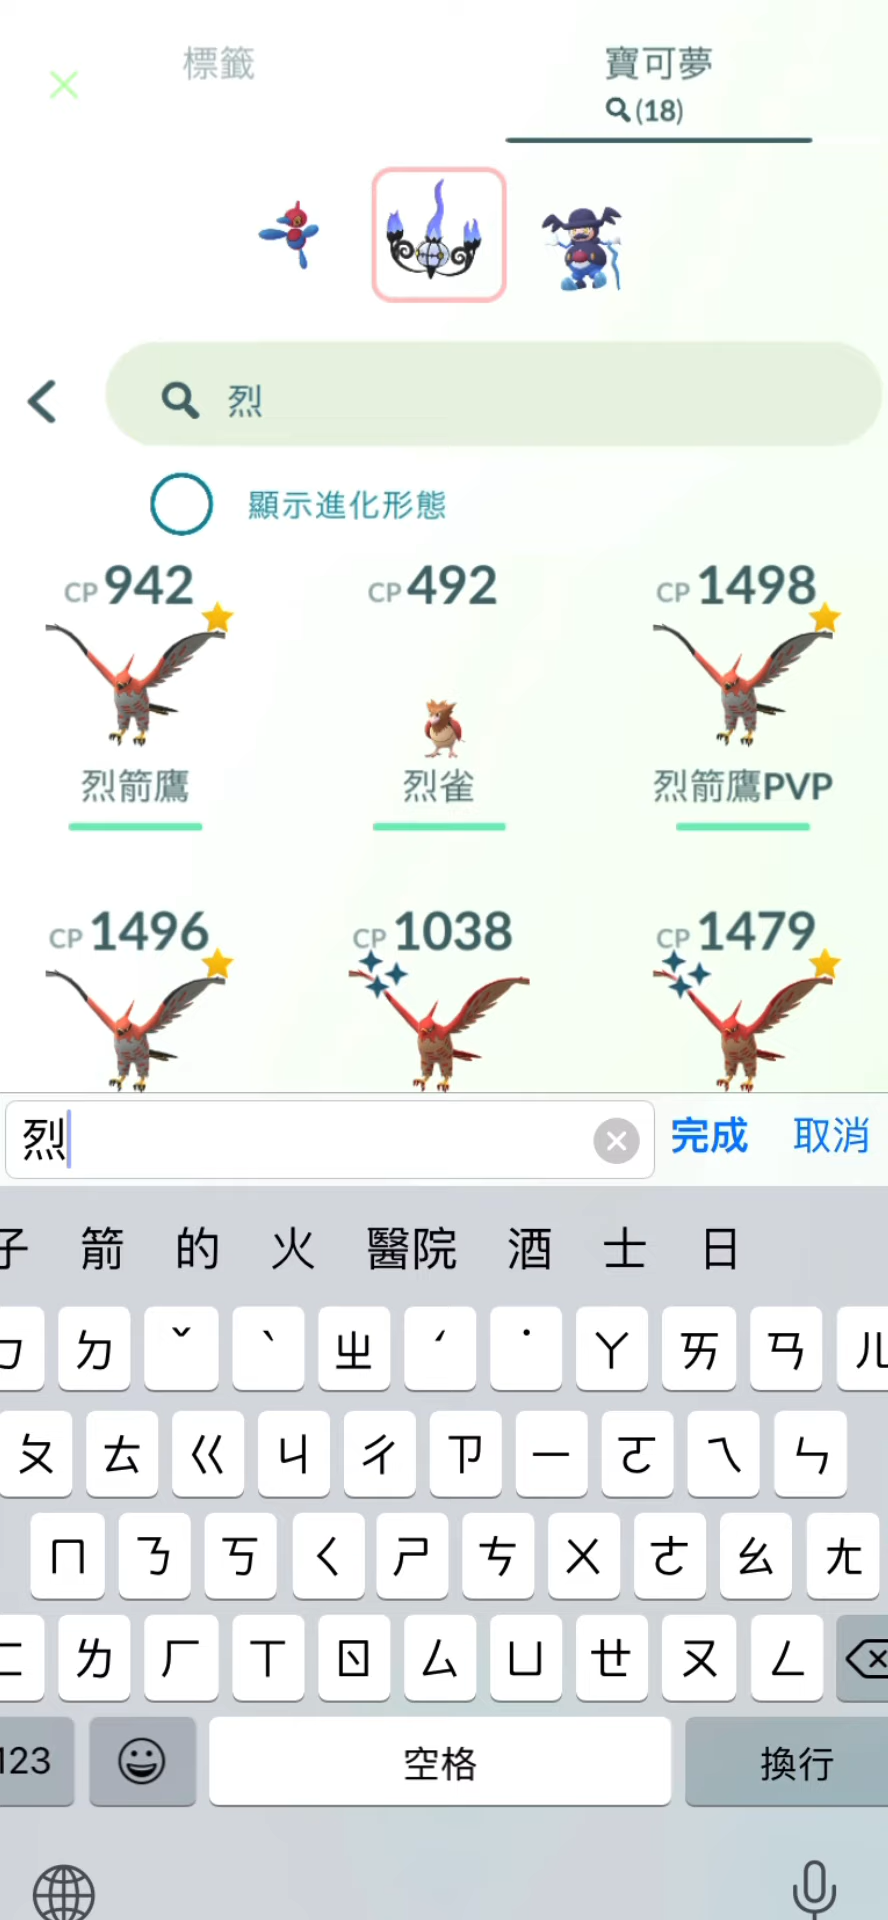 標籤
寶可夢
(18)
烈
顯示進化形態
CP942
CP492
CP1498
烈箭鷹
烈雀
烈箭鷹PVP
CP1496
CP1038
CP1479
烈
完成
取消
子 箭 的 火 醫院 酒 士 日
ㄅ ㄉ ˇ ˋ ㄓ ˊ ˙ ㄚ ㄞ ㄢ ㄦ
ㄆ ㄊ ㄍ ㄐ ㄔ ㄗ ㄧ ㄛ ㄟ ㄣ
ㄇ ㄋ ㄎ ㄑ ㄕ ㄘ ㄨ ㄜ ㄠ ㄤ
ㄈ ㄌ ㄏ ㄒ ㄖ ㄙ ㄩ ㄝ ㄡ ㄥ
123
空格
換行